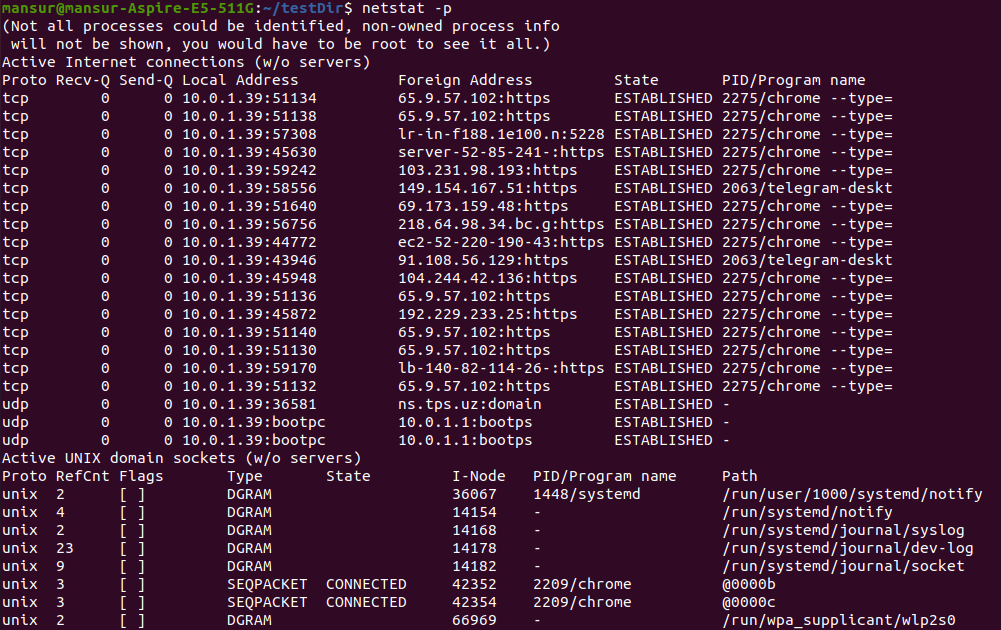 mansur@mansur-Aspire-E5-511G:~/testDir$ netstat -p
(Not all processes could be identified, non-owned process info
 will not be shown, you would have to be root to see it all.)
Active Internet connections (w/o servers)
Proto Recv-Q Send-Q Local Address           Foreign Address         State       PID/Program name
tcp        0      0 10.0.1.39:51134         65.9.57.102:https       ESTABLISHED 2275/chrome --type=
tcp        0      0 10.0.1.39:51138         65.9.57.102:https       ESTABLISHED 2275/chrome --type=
tcp        0      0 10.0.1.39:57308         lr-in-f188.1e100.n:5228 ESTABLISHED 2275/chrome --type=
tcp        0      0 10.0.1.39:45630         server-52-85-241-:https ESTABLISHED 2275/chrome --type=
tcp        0      0 10.0.1.39:59242         103.231.98.193:https    ESTABLISHED 2275/chrome --type=
tcp        0      0 10.0.1.39:58556         149.154.167.51:https    ESTABLISHED 2063/telegram-deskt
tcp        0      0 10.0.1.39:51640         69.173.159.48:https     ESTABLISHED 2275/chrome --type=
tcp        0      0 10.0.1.39:56756         218.64.98.34.bc.g:https ESTABLISHED 2275/chrome --type=
tcp        0      0 10.0.1.39:44772         ec2-52-220-190-43:https ESTABLISHED 2275/chrome --type=
tcp        0      0 10.0.1.39:43946         91.108.56.129:https     ESTABLISHED 2063/telegram-deskt
tcp        0      0 10.0.1.39:45948         104.244.42.136:https    ESTABLISHED 2275/chrome --type=
tcp        0      0 10.0.1.39:51136         65.9.57.102:https       ESTABLISHED 2275/chrome --type=
tcp        0      0 10.0.1.39:45872         192.229.233.25:https    ESTABLISHED 2275/chrome --type=
tcp        0      0 10.0.1.39:51140         65.9.57.102:https       ESTABLISHED 2275/chrome --type=
tcp        0      0 10.0.1.39:51130         65.9.57.102:https       ESTABLISHED 2275/chrome --type=
tcp        0      0 10.0.1.39:59170         lb-140-82-114-26-:https ESTABLISHED 2275/chrome --type=
tcp        0      0 10.0.1.39:51132         65.9.57.102:https       ESTABLISHED 2275/chrome --type=
udp        0      0 10.0.1.39:36581         ns.tps.uz:domain        ESTABLISHED -
udp        0      0 10.0.1.39:bootpc        10.0.1.1:bootps         ESTABLISHED -
udp        0      0 10.0.1.39:bootpc        10.0.1.1:bootps         ESTABLISHED -
Active UNIX domain sockets (w/o servers)
Proto RefCnt Flags       Type       State         I-Node   PID/Program name     Path
unix  2      [ ]         DGRAM                    36067    1448/systemd         /run/user/1000/systemd/notify
unix  4      [ ]         DGRAM                    14154    -                    /run/systemd/notify
unix  2      [ ]         DGRAM                    14168    -                    /run/systemd/journal/syslog
unix  23     [ ]         DGRAM                    14178    -                    /run/systemd/journal/dev-log
unix  9      [ ]         DGRAM                    14182    -                    /run/systemd/journal/socket
unix  3      [ ]         SEQPACKET  CONNECTED     42352    2209/chrome          @0000b
unix  3      [ ]         SEQPACKET  CONNECTED     42354    2209/chrome          @0000c
unix  2      [ ]         DGRAM                    66969    -                    /run/wpa_supplicant/wlp2s0